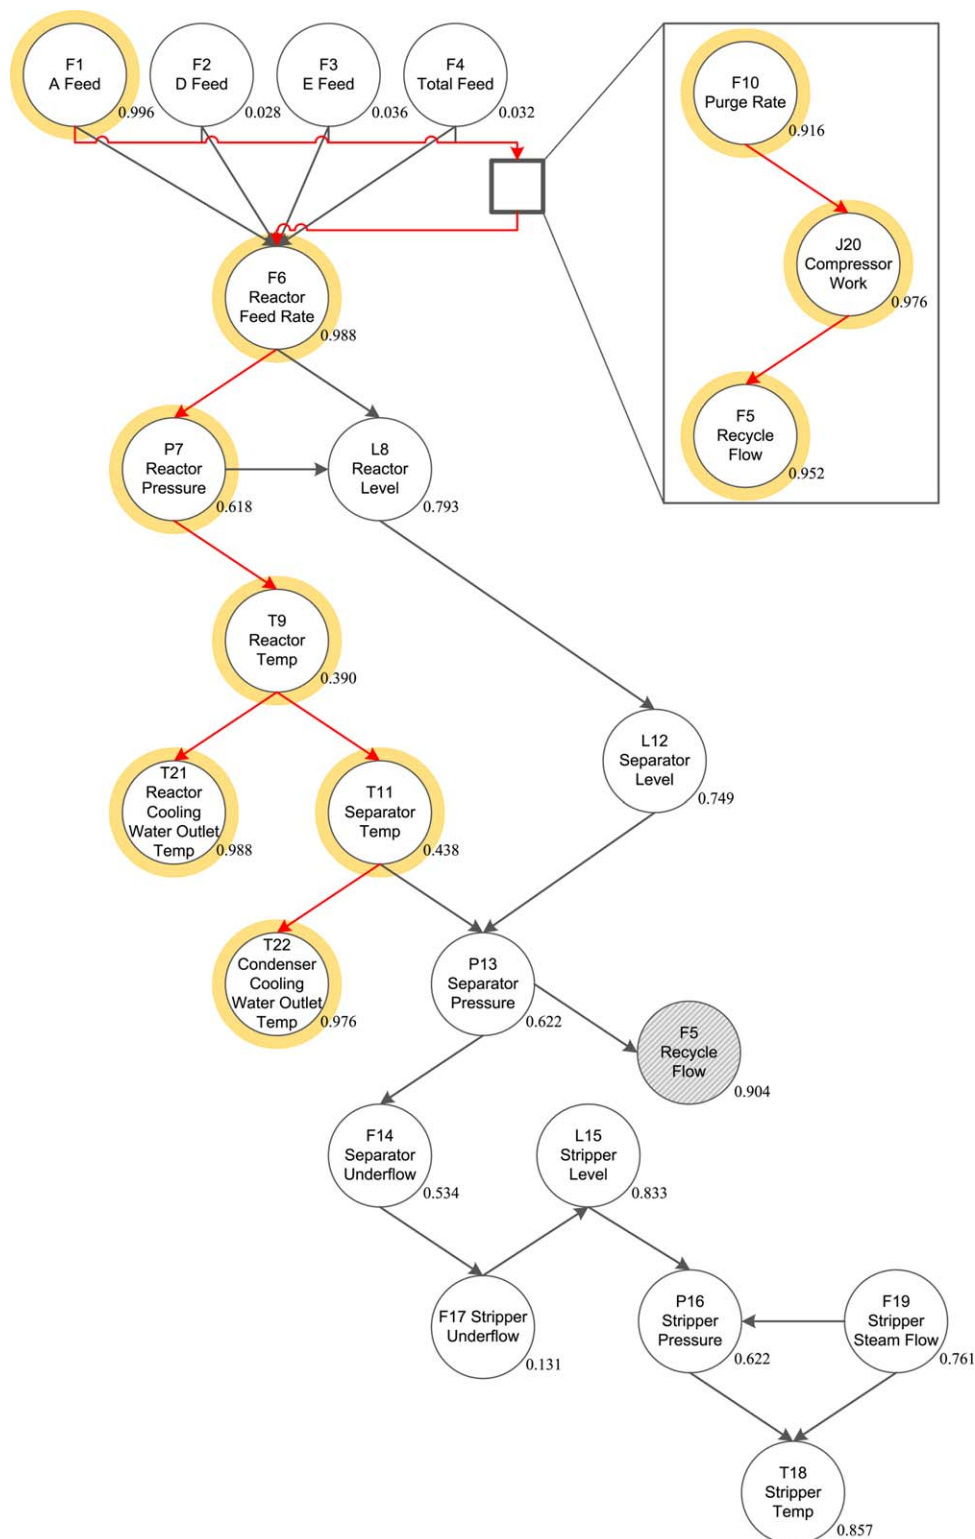 F1
A Feed
0.996
F2
D Feed
0.028
F3
E Feed
0.036
F4
Total Feed
0.032
F10
Purge Rate
0.916
J20
Compressor
Work
0.976
F5
Recycle
Flow
0.952
F6
Reactor
Feed Rate
0.988
P7
Reactor
Pressure
0.618
L8
Reactor
Level
0.793
T9
Reactor
Temp
0.390
T21
Reactor
Cooling
Water Outlet
Temp
0.988
T11
Separator
Temp
0.438
L12
Separator
Level
0.749
T22
Condenser
Cooling
Water Outlet
Temp
0.976
P13
Separator
Pressure
0.622
F5
Recycle
Flow
0.904
F14
Separator
Underflow
0.534
L15
Stripper
Level
0.833
F17 Stripper
Underflow
0.131
P16
Stripper
Pressure
0.622
F19
Stripper
Steam Flow
0.761
T18
Stripper
Temp
0.857